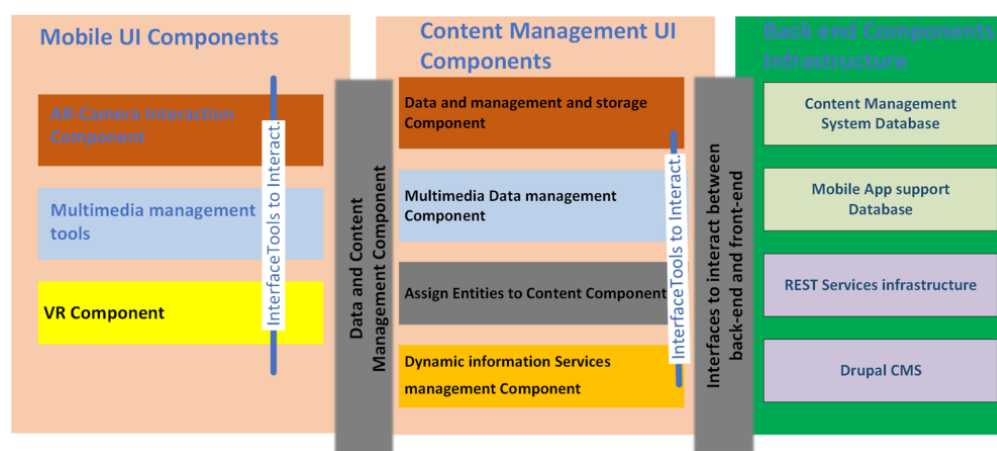 Mobile UI Components
AR-Camera Interaction
Component
Multimedia management
tools
VR Component
InterfaceTools to Interact.
Data and Content
Management Component
Content Management UI
Components
Data and management and storage
Component
Multimedia Data management
Component
Assign Entities to Content Component
Dynamic information Services
management Component
InterfaceTools to Interact.
Interfaces to interact between
back-end and front-end
Back end Components
Infrastructure
Content Management
System Database
Mobile App support
Database
REST Services infrastructure
Drupal CMS